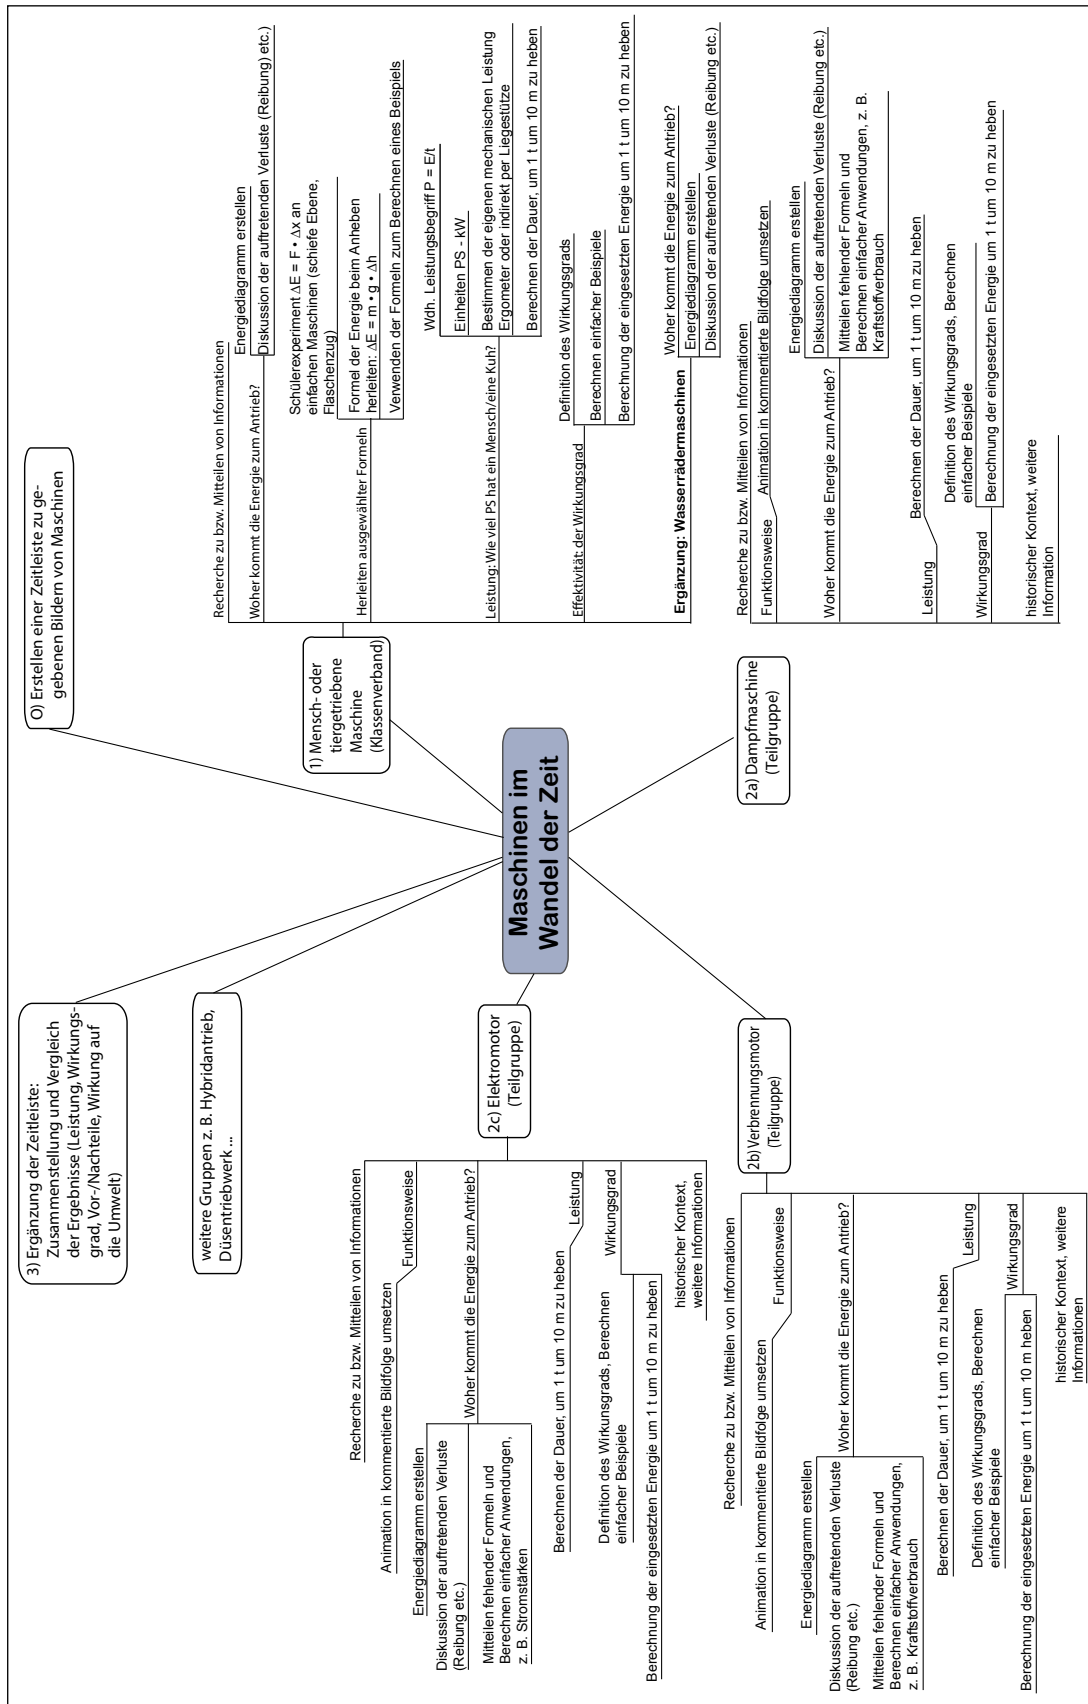 Maschinen im
Wandel der Zeit
O) Erstellen einer Zeitleiste zu ge-
gebenen Bildern von Maschinen
1) Mensch- oder
tiergetriebene
Maschine
(Klassenverband)
Recherche zu bzw. Mitteilen von Informationen
Woher kommt die Energie zum Antrieb?
Energiediagramm erstellen
Diskussion der auftretenden Verluste (Reibung) etc.)
Herleiten ausgewählter Formeln
Schülerexperiment ΔE = F • Δx an
einfachen Maschinen (schiefe Ebene,
Flaschenzug)
Formel der Energie beim Anheben
herleiten: ΔE = m • g • Δh
Verwenden der Formeln zum Berechnen eines Beispiels
Leistung: Wie viel PS hat ein Mensch/eine Kuh?
Wdh. Leistungsbegriff P = E/t
Einheiten PS - kW
Bestimmen der eigenen mechanischen Leistung
Ergometer oder indirekt per Liegestütze
Berechnen der Dauer, um 1 t um 10 m zu heben
Effektivität: der Wirkungsgrad
Definition des Wirkungsgrads
Berechnen einfacher Beispiele
Berechnung der eingesetzten Energie um 1 t um 10 m zu heben
Ergänzung: Wasserrädermaschinen
Woher kommt die Energie zum Antrieb?
Energiediagramm erstellen
Diskussion der auftretenden Verluste (Reibung etc.)
2a) Dampfmaschine
(Teilgruppe)
Recherche zu bzw. Mitteilen von Informationen
Funktionsweise
Animation in kommentierte Bildfolge umsetzen
Woher kommt die Energie zum Antrieb?
Energiediagramm erstellen
Diskussion der auftretenden Verluste (Reibung etc.)
Mitteilen fehlender Formeln und
Berechnen einfacher Anwendungen, z. B.
Kraftstoffverbrauch
Leistung
Berechnen der Dauer, um 1 t um 10 m zu heben
Wirkungsgrad
Definition des Wirkungsgrads, Berechnen
einfacher Beispiele
Berechnung der eingesetzten Energie um 1 t um 10 m zu heben
historischer Kontext, weitere
Information
2b) Verbrennungsmotor
(Teilgruppe)
Recherche zu bzw. Mitteilen von Informationen
Funktionsweise
Animation in kommentierte Bildfolge umsetzen
Woher kommt die Energie zum Antrieb?
Energiediagramm erstellen
Diskussion der auftretenden Verluste
(Reibung etc.)
Mitteilen fehlender Formeln und
Berechnen einfacher Anwendungen,
z. B. Kraftstoffverbrauch
Leistung
Berechnen der Dauer, um 1 t um 10 m zu heben
Wirkungsgrad
Definition des Wirkungsgrads, Berechnen
einfacher Beispiele
Berechnung der eingesetzten Energie um 1 t um 10 m heben
historischer Kontext, weitere
Informationen
2c) Elektromotor
(Teilgruppe)
Recherche zu bzw. Mitteilen von Informationen
Funktionsweise
Animation in kommentierte Bildfolge umsetzen
Woher kommt die Energie zum Antrieb?
Energiediagramm erstellen
Diskussion der auftretenden Verluste
(Reibung etc.)
Mitteilen fehlender Formeln und
Berechnen einfacher Anwendungen,
z. B. Stromstärken
Leistung
Berechnen der Dauer, um 1 t um 10 m zu heben
Wirkungsgrad
Definition des Wirkunsgrads, Berechnen
einfacher Beispiele
Berechnung der eingesetzten Energie um 1 t um 10 m zu heben
historischer Kontext,
weitere Informationen
weitere Gruppen z. B. Hybridantrieb,
Düsentriebwerk ...
3) Ergänzung der Zeitleiste:
Zusammenstellung und Vergleich
der Ergebnisse (Leistung, Wirkungs-
grad, Vor-/Nachteile, Wirkung auf
die Umwelt)